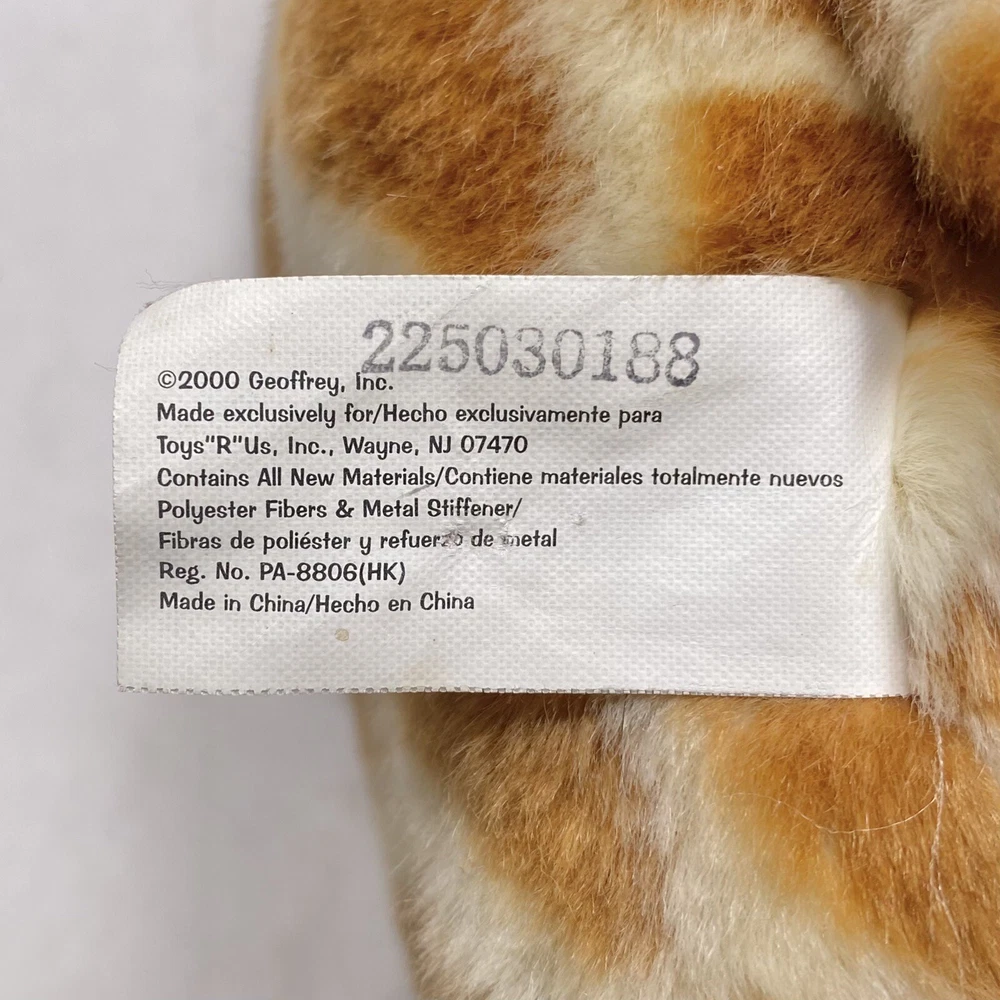 225030188
©2000 Geoffrey, Inc.
Made exclusively for/Hecho exclusivamente para
Toys"R"Us, Inc., Wayne, NJ 07470
Contains All New Materials/Contiene materiales totalmente nuevos
Polyester Fibers & Metal Stiffener/
Fibras de poliéster y refuerzo de metal
Reg. No. PA-8806(HK)
Made in China/Hecho en China